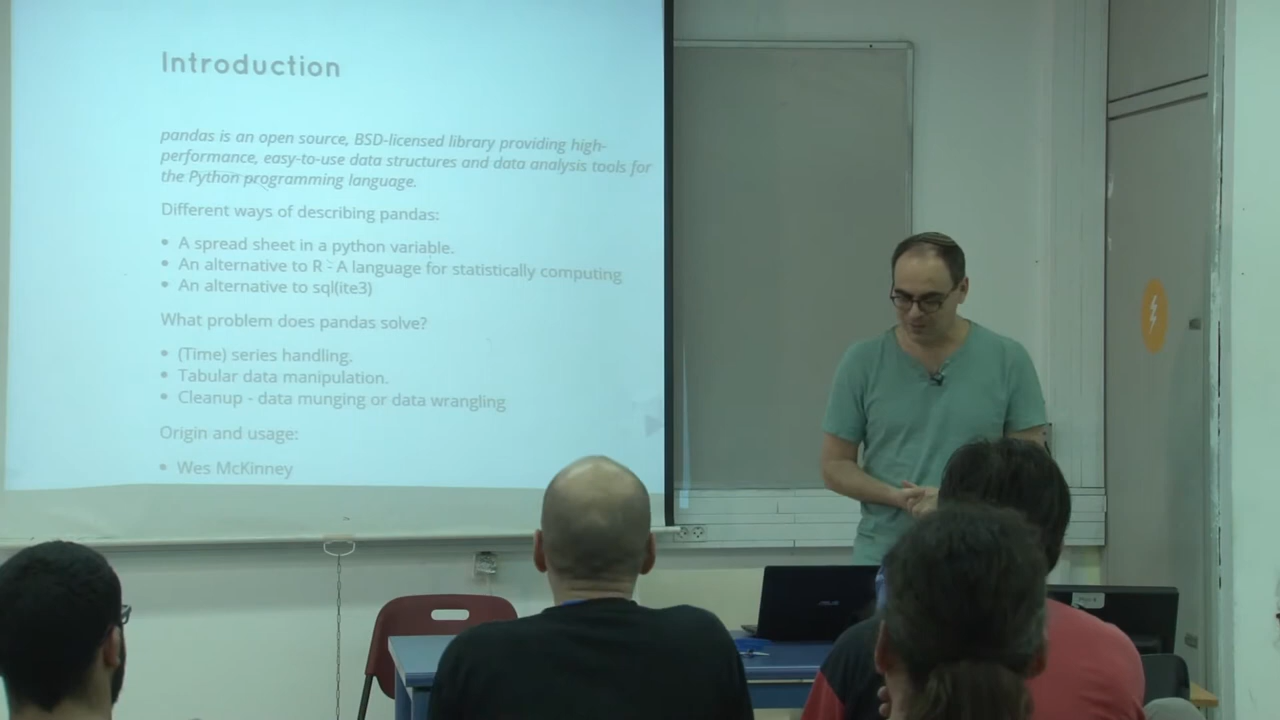 Introduction
pandas is an open source, BSD-licensed library providing high-
performance, easy-to-use data structures and data analysis tools for
the Python programming language.
Different ways of describing pandas:
• A spread sheet in a python variable.
• An alternative to R - A language for statistically computing
• An alternative to sql(ite3)
What problem does pandas solve?
• (Time) series handling.
• Tabular data manipulation.
• Cleanup - data munging or data wrangling
Origin and usage:
• Wes McKinney
ASUS